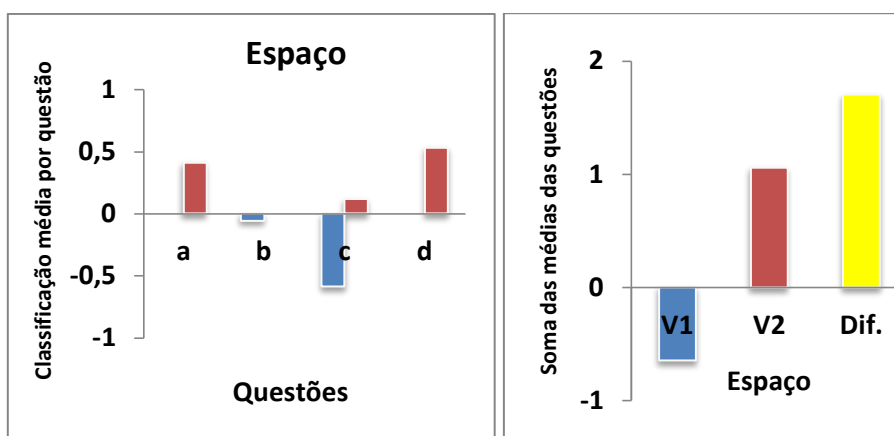 Espaço
Classificação média por questão
1
0,5
0
-0,5
-1
a b c d
Questões
Soma das médias das questões
2
1
0
-1
V1 V2 Dif.
Espaço